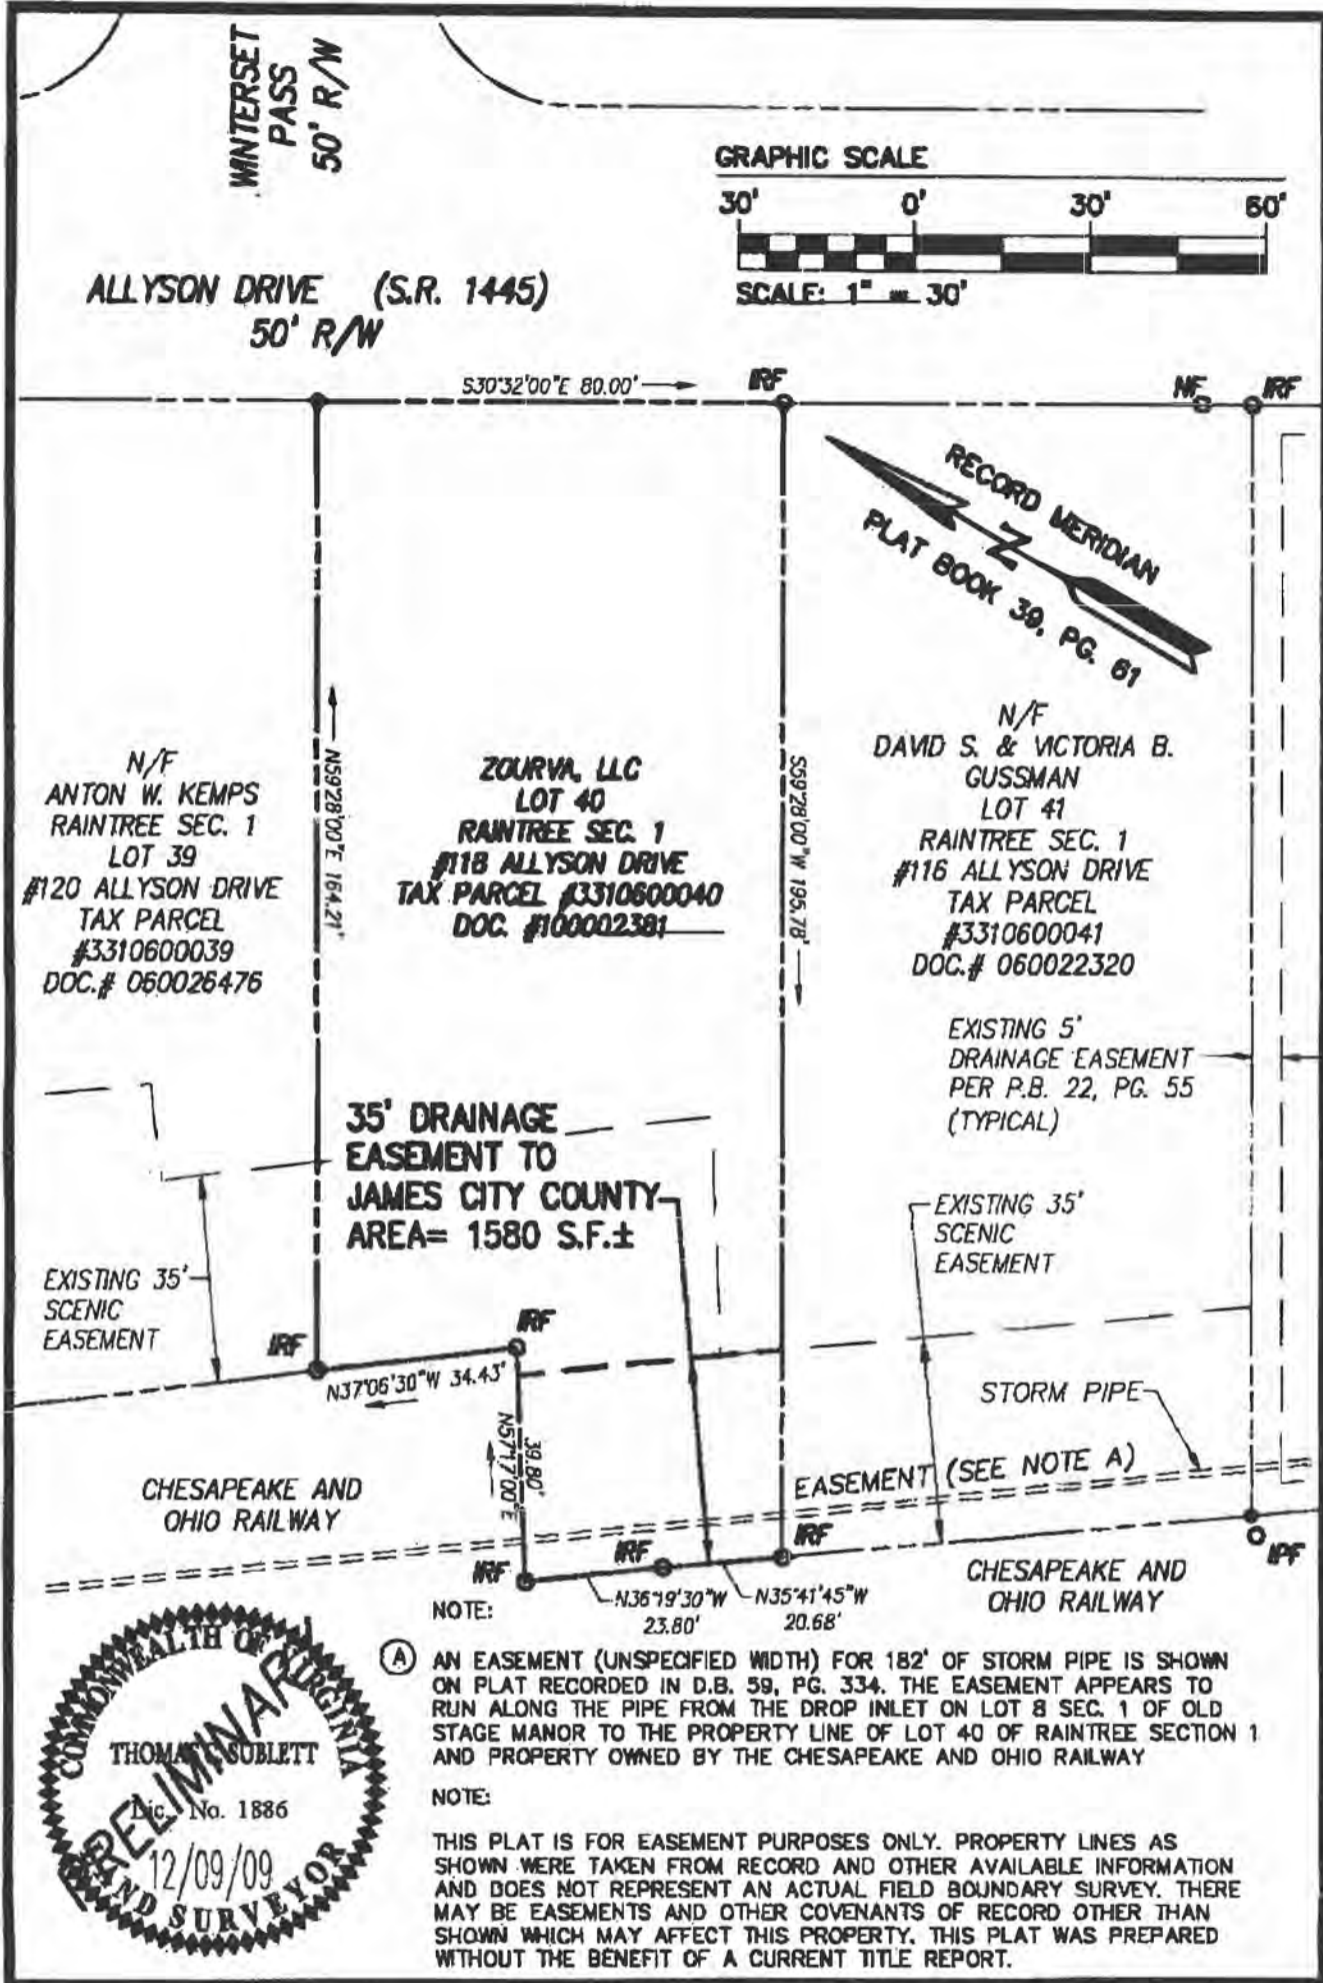 WINTERSET
PASS
50' R/W
GRAPHIC SCALE
30' 0' 30' 60'
SCALE: 1" = 30'
ALLYSON DRIVE (S.R. 1445)
50' R/W
S30°32'00"E 80.00'
IRF
NF
IRF
RECORD MERIDIAN
N
PLAT BOOK 39, PG. 61
N/F
ANTON W. KEMPS
RAINTREE SEC. 1
LOT 39
#120 ALLYSON DRIVE
TAX PARCEL
#3310600039
DOC.# 060026476
N59°28'00"E 164.21'
ZOURVA, LLC
LOT 40
RAINTREE SEC. 1
#118 ALLYSON DRIVE
TAX PARCEL #3310600040
DOC. #100002381
S59°28'00"W 195.78'
N/F
DAVID S. & VICTORIA B.
GUSSMAN
LOT 41
RAINTREE SEC. 1
#116 ALLYSON DRIVE
TAX PARCEL
#3310600041
DOC.# 060022320
EXISTING 5'
DRAINAGE EASEMENT
PER P.B. 22, PG. 55
(TYPICAL)
35' DRAINAGE
EASEMENT TO
JAMES CITY COUNTY
AREA= 1580 S.F.±
EXISTING 35'
SCENIC
EASEMENT
EXISTING 35'
SCENIC
EASEMENT
IRF
IRF
N37°06'30"W 34.43'
39.80'
N57°17'00"E
STORM PIPE
EASEMENT (SEE NOTE A)
CHESAPEAKE AND
OHIO RAILWAY
IRF
IRF
IRF
IPF
N36°19'30"W
23.80'
N35°41'45"W
20.68'
CHESAPEAKE AND
OHIO RAILWAY
NOTE:
A AN EASEMENT (UNSPECIFIED WIDTH) FOR 182' OF STORM PIPE IS SHOWN
ON PLAT RECORDED IN D.B. 59, PG. 334. THE EASEMENT APPEARS TO
RUN ALONG THE PIPE FROM THE DROP INLET ON LOT 8 SEC. 1 OF OLD
STAGE MANOR TO THE PROPERTY LINE OF LOT 40 OF RAINTREE SECTION 1
AND PROPERTY OWNED BY THE CHESAPEAKE AND OHIO RAILWAY
NOTE:
THIS PLAT IS FOR EASEMENT PURPOSES ONLY. PROPERTY LINES AS
SHOWN WERE TAKEN FROM RECORD AND OTHER AVAILABLE INFORMATION
AND DOES NOT REPRESENT AN ACTUAL FIELD BOUNDARY SURVEY. THERE
MAY BE EASEMENTS AND OTHER COVENANTS OF RECORD OTHER THAN
SHOWN WHICH MAY AFFECT THIS PROPERTY. THIS PLAT WAS PREPARED
WITHOUT THE BENEFIT OF A CURRENT TITLE REPORT.
COMMONWEALTH OF VIRGINIA
THOMAS SUBLETT
Lic. No. 1886
PRELIMINARY
12/09/09
LAND SURVEYOR